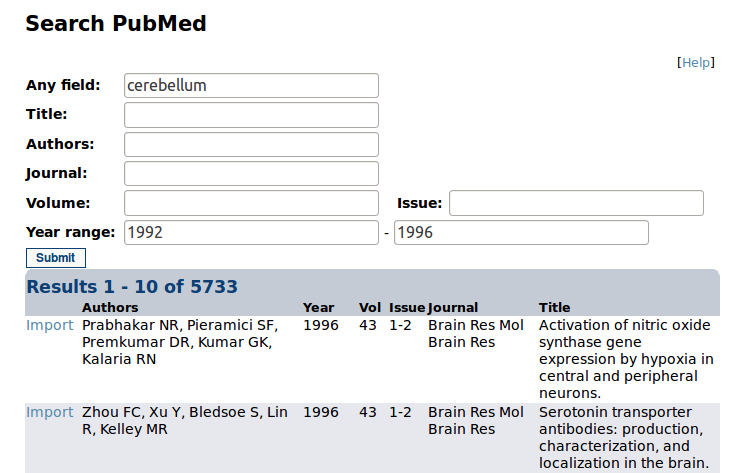 Search PubMed
[Help]
Any field: cerebellum
Title:
Authors:
Journal:
Volume: Issue:
Year range: 1992 - 1996
Submit
Results 1 - 10 of 5733
Authors Year Vol Issue Journal Title
Import Prabhakar NR, Pieramici SF, 1996 43 1-2 Brain Res Mol Activation of nitric oxide
Premkumar DR, Kumar GK, Brain Res synthase gene
Kalaria RN expression by hypoxia in
central and peripheral
neurons.
Import Zhou FC, Xu Y, Bledsoe S, Lin 1996 43 1-2 Brain Res Mol Serotonin transporter
R, Kelley MR Brain Res antibodies: production,
characterization, and
localization in the brain.